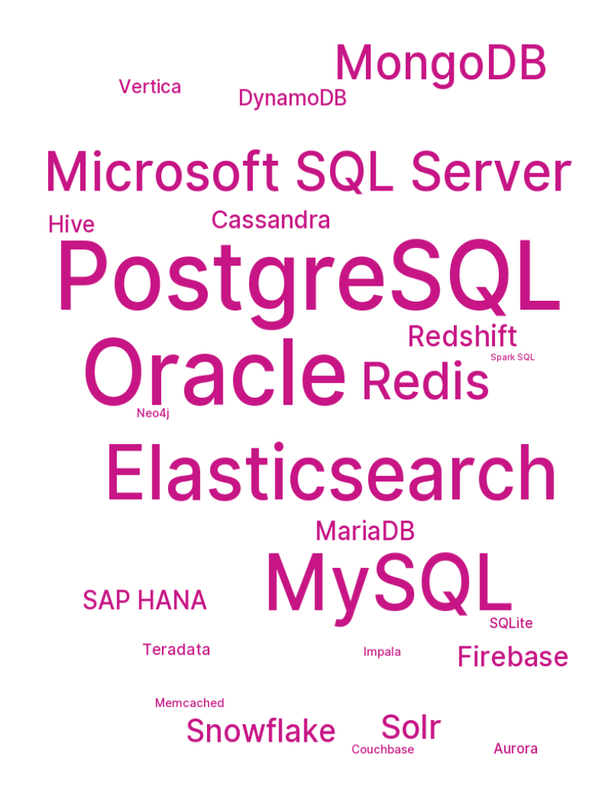 MongoDB
Vertica
DynamoDB
Microsoft SQL Server
Hive
Cassandra
PostgreSQL
Redshift
Spark SQL
Oracle
Redis
Neo4j
Elasticsearch
MariaDB
MySQL
SAP HANA
SQLite
Teradata
Impala
Firebase
Memcached
Snowflake
Solr
Couchbase
Aurora